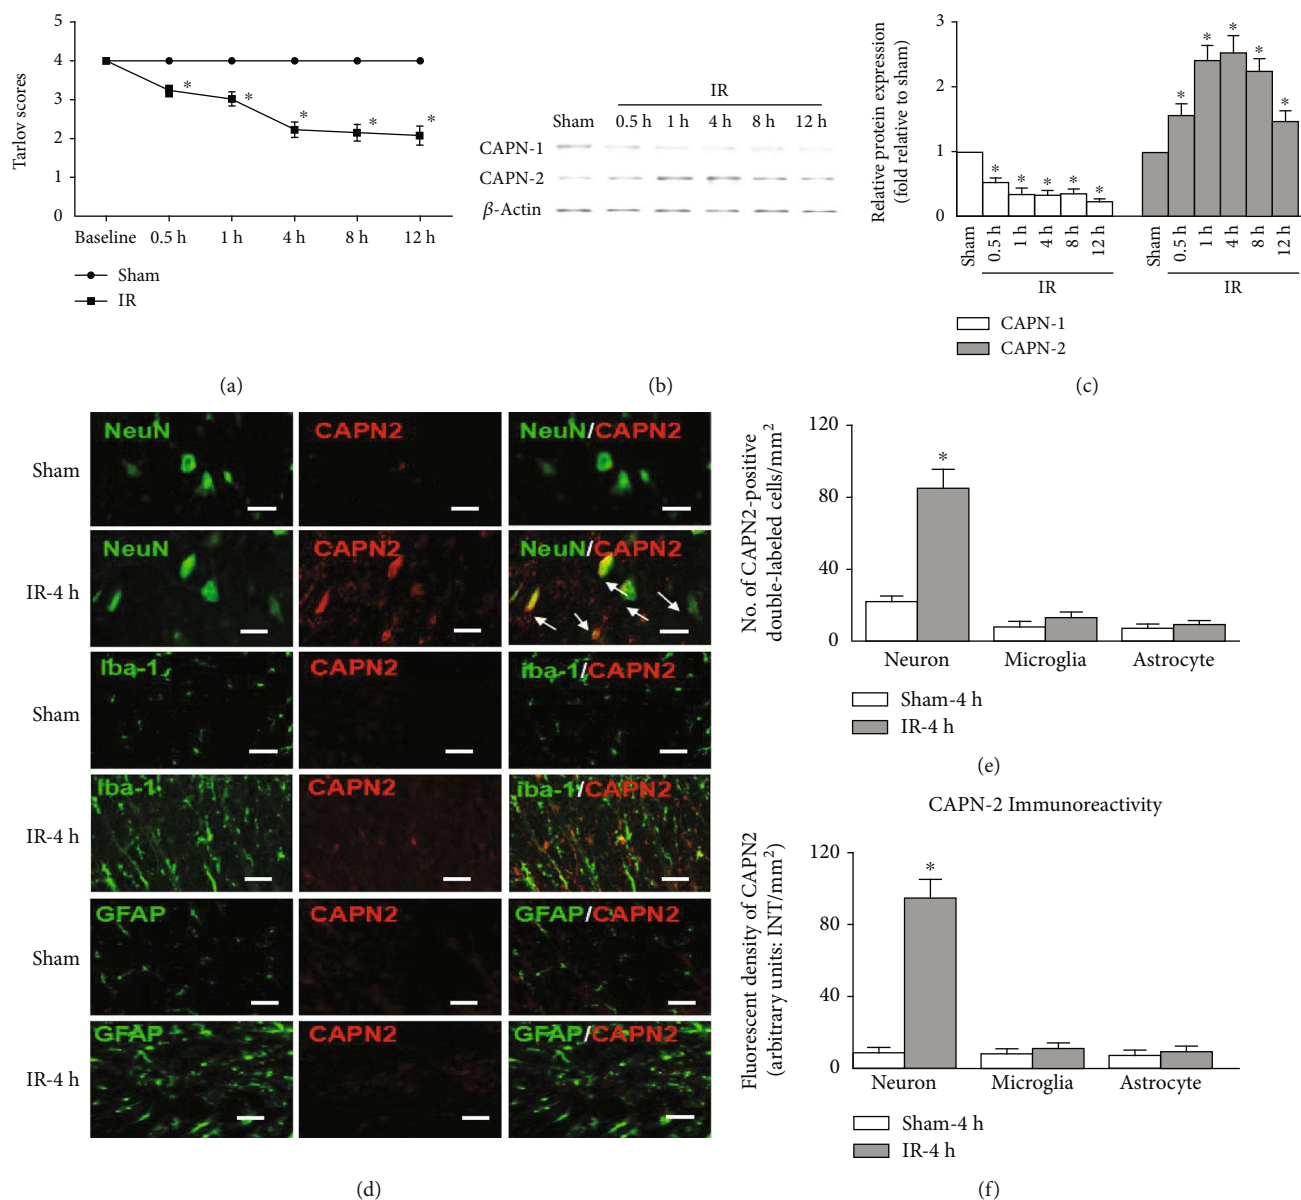 5
4
3
2
1
0
Tarlov scores
Baseline 0.5 h 1 h 4 h 8 h 12 h
* * * * *
Sham
IR
(a)
IR
Sham 0.5 h 1 h 4 h 8 h 12 h
CAPN-1
CAPN-2
β-Actin
(b)
Relative protein expression
(fold relative to sham)
3
2
1
0
* * * * * * * * * *
Sham 0.5 h 1 h 4 h 8 h 12 h Sham 0.5 h 1 h 4 h 8 h 12 h
IR IR
CAPN-1
CAPN-2
(c)
Sham NeuN CAPN2 NeuN/CAPN2
IR-4 h NeuN CAPN2 NeuN/CAPN2
Sham Iba-1 CAPN2 iba-1/CAPN2
IR-4 h Iba-1 CAPN2 iba-1/CAPN2
Sham GFAP CAPN2 GFAP/CAPN2
IR-4 h GFAP CAPN2 GFAP/CAPN2
(d)
No. of CAPN2-positive
double-labeled cells/mm²
120
80
40
0
*
Neuron Microglia Astrocyte
Sham-4 h
IR-4 h
(e)
CAPN-2 Immunoreactivity
Fluorescent density of CAPN2
(arbitrary units: INT/mm²)
120
80
40
0
*
Neuron Microglia Astrocyte
Sham-4 h
IR-4 h
(f)